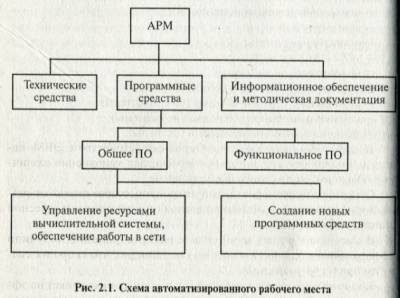 АРМ
Технические
средства
Программные
средства
Информационное обеспечение
и методическая документация
Общее ПО
Функциональное ПО
Управление ресурсами
вычислительной системы,
обеспечение работы в сети
Создание новых
программных средств
Рис. 2.1. Схема автоматизированного рабочего места